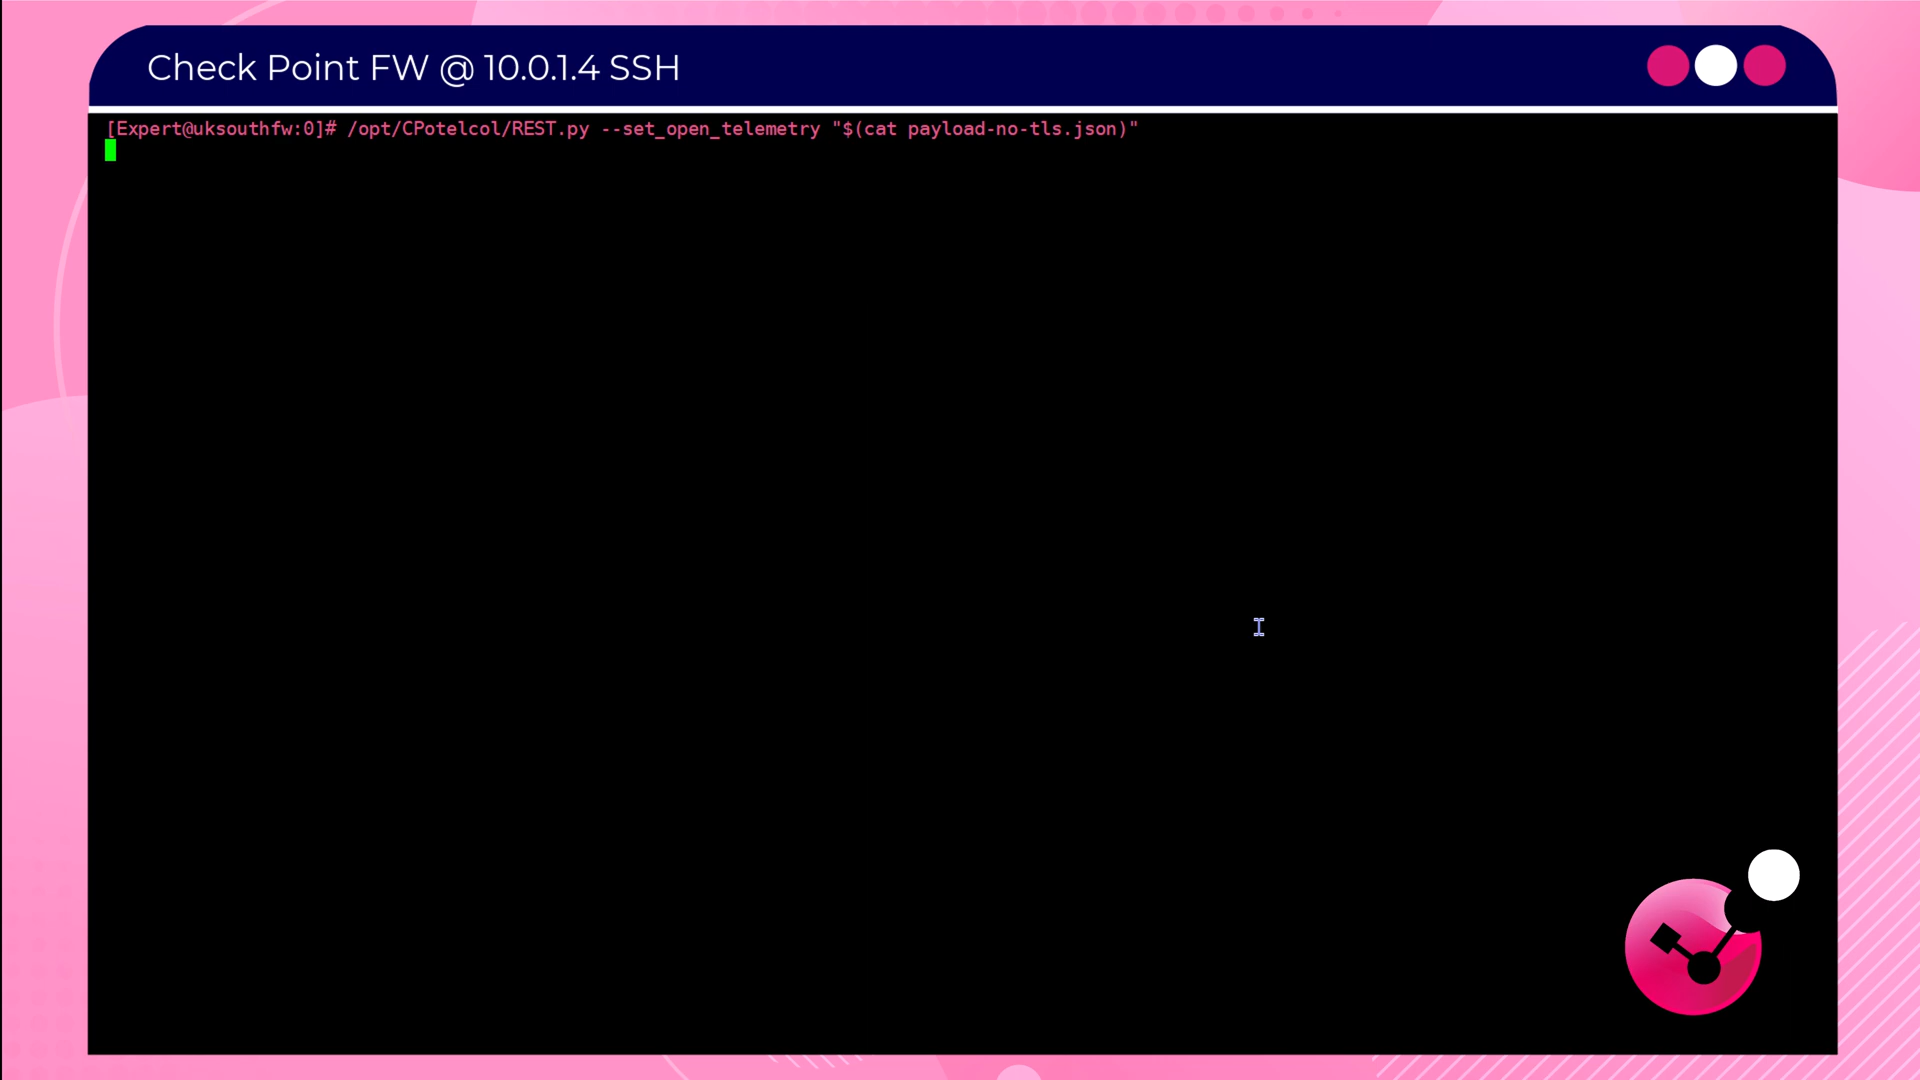 Check Point FW @ 10.0.1.4 SSH
[Expert@uksouthfw:0]# /opt/CPotelcol/REST.py --set_open_telemetry "$(cat payload-no-tls.json)"